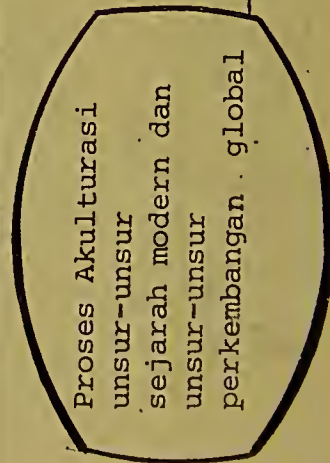 Proses Akulturasi
unsur-unsur
sejarah modern dan
unsur-unsur
perkembangan global